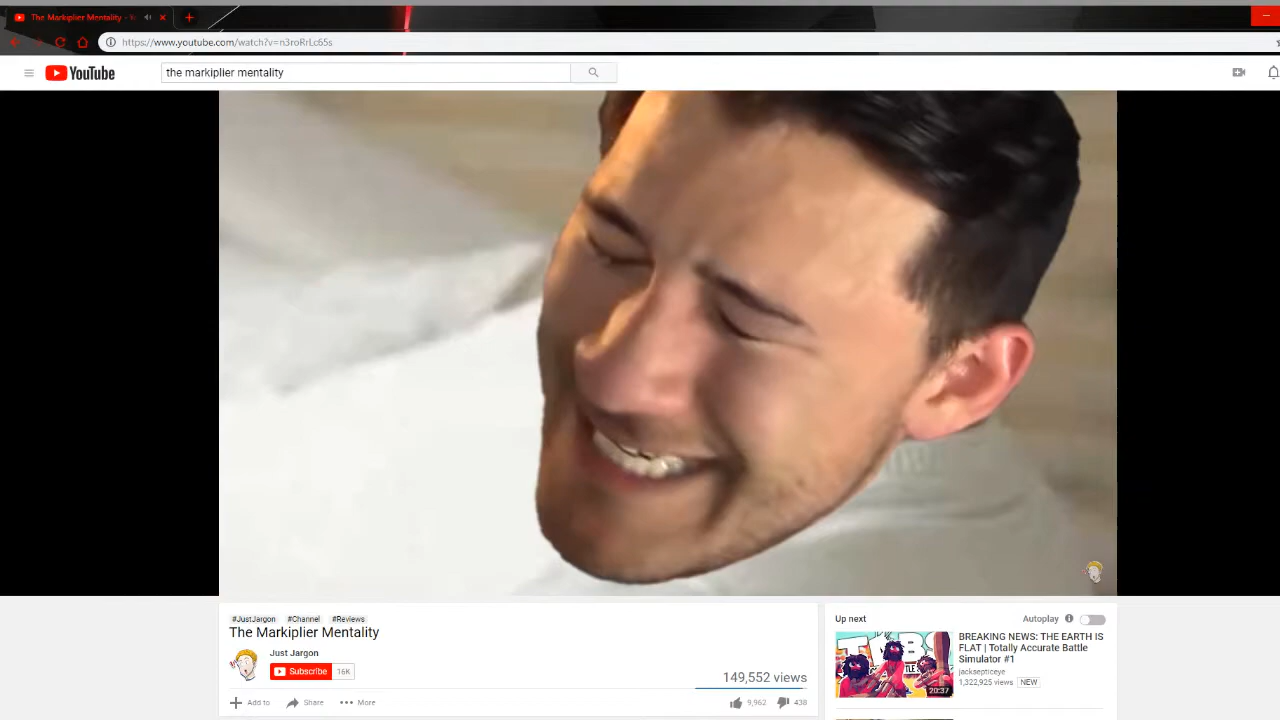 The Markiplier Mentality -
https://www.youtube.com/watch?v=n3roRrLc65s
YouTube
the markiplier mentality
#JustJargon #Channel #Reviews
The Markiplier Mentality
Just Jargon
Subscribe 16K
149,552 views
Add to Share More
9,962 438
Up next
Autoplay
BREAKING NEWS: THE EARTH IS
FLAT | Totally Accurate Battle
Simulator #1
jacksepticeye
1,322,925 views NEW
20:37